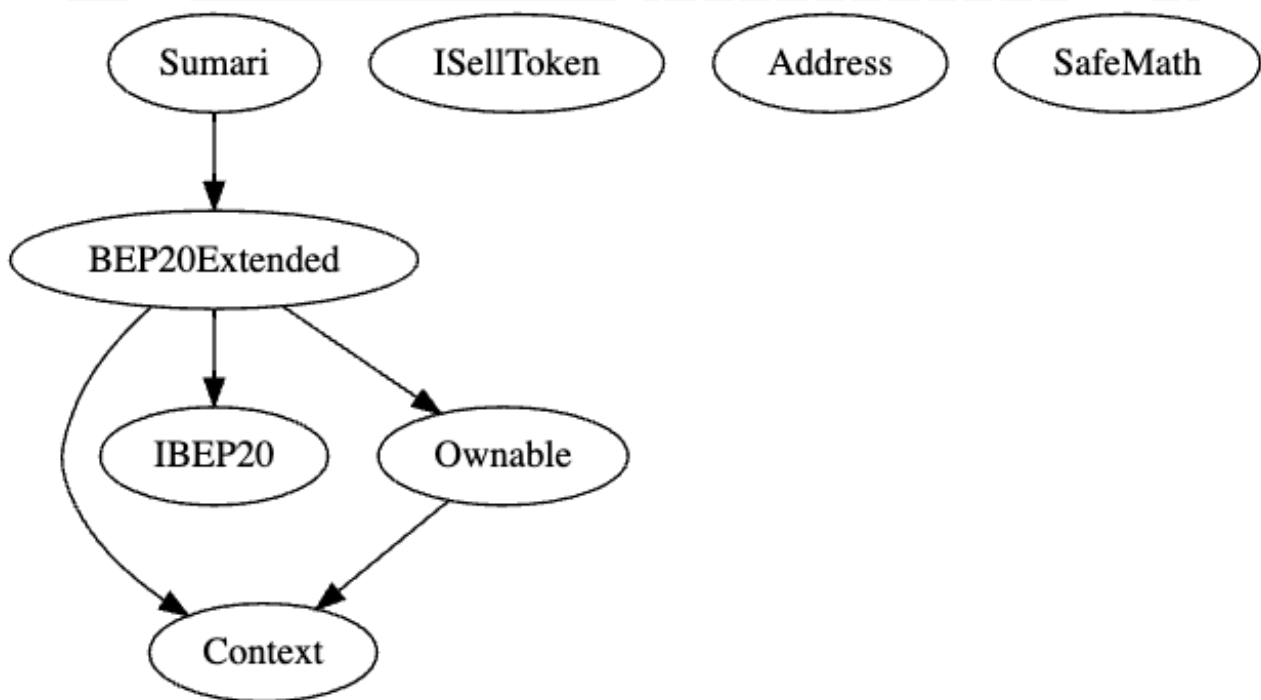 Sumari
ISellToken
Address
SafeMath
BEP20Extended
IBEP20
Ownable
Context